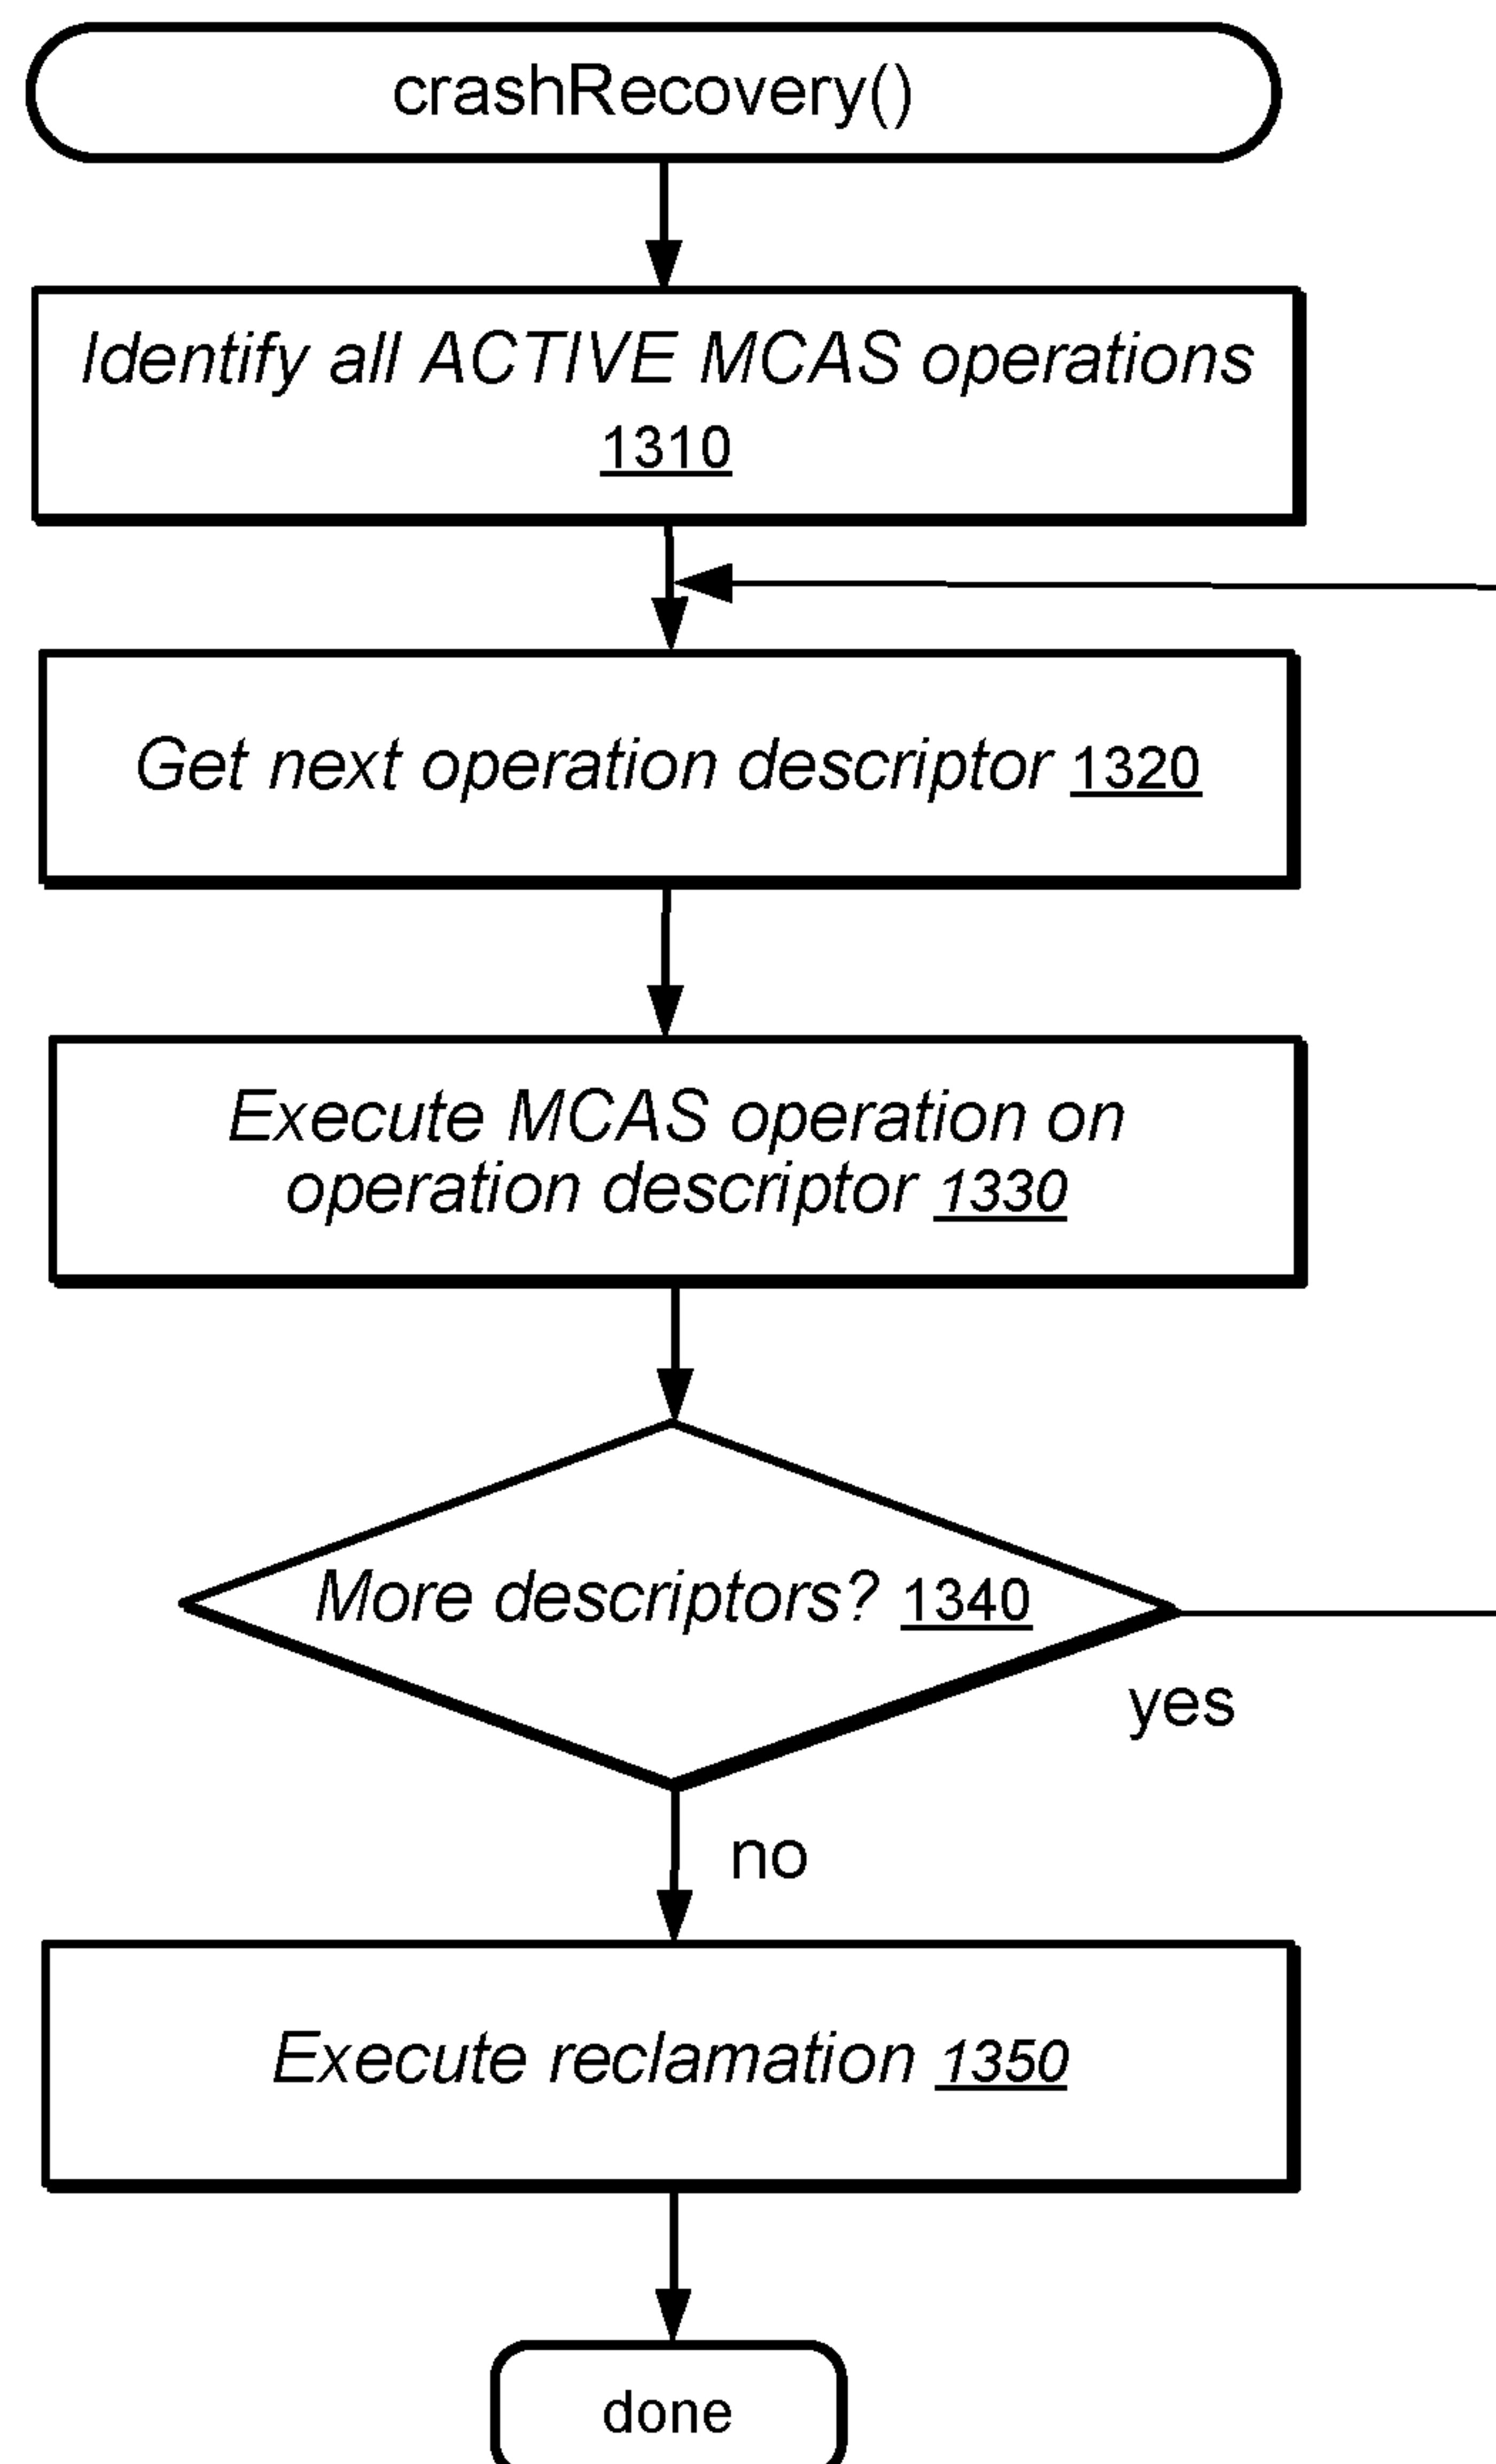 crashRecovery()
Identify all ACTIVE MCAS operations
1310
Get next operation descriptor 1320
Execute MCAS operation on
operation descriptor 1330
More descriptors? 1340
yes
no
Execute reclamation 1350
done